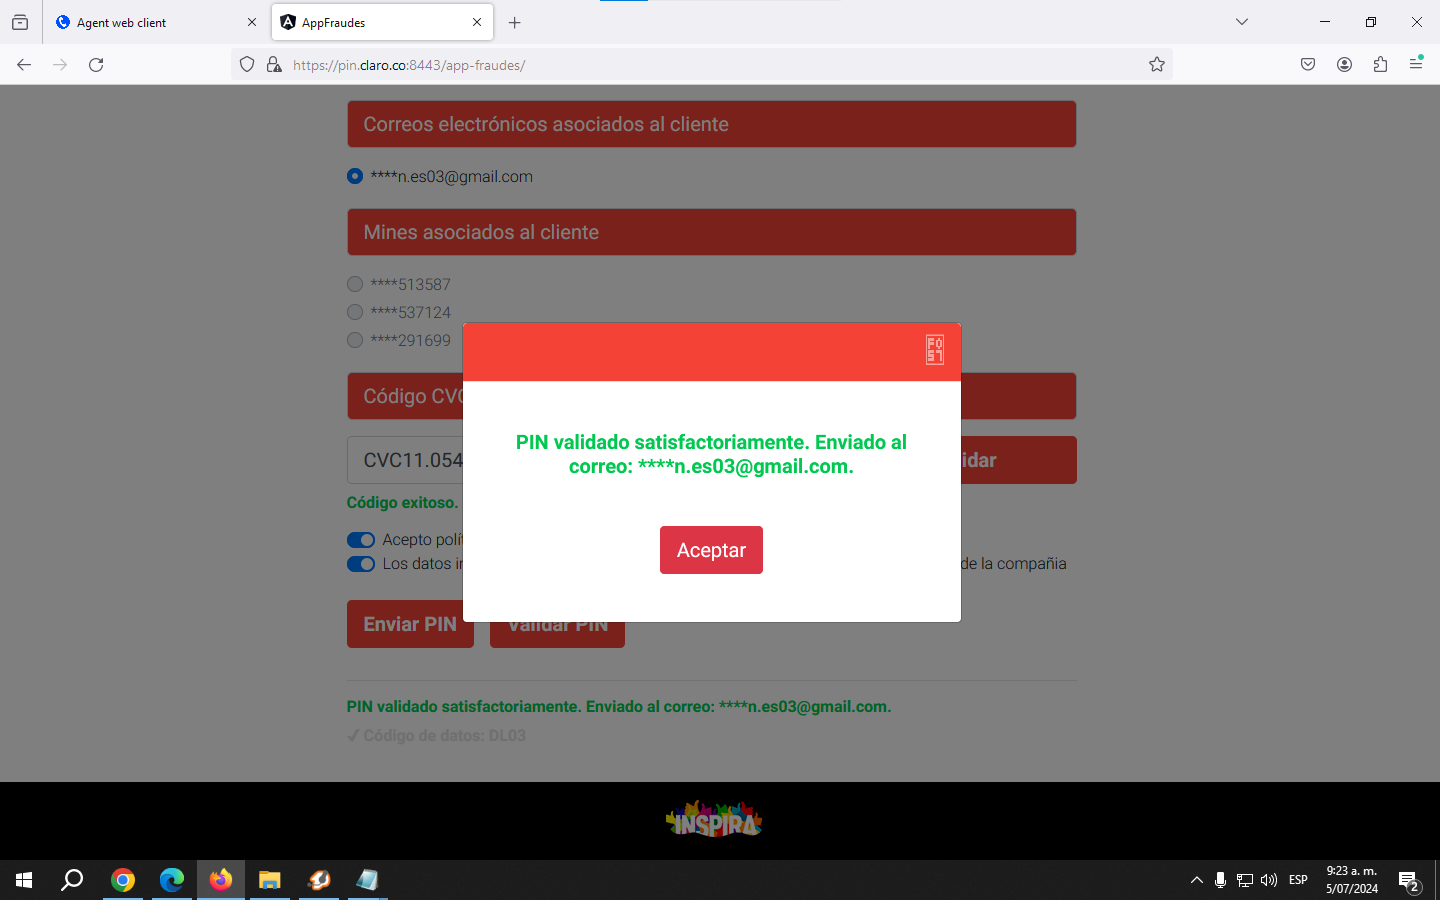 Agent web client
AppFraudes
https://pin.claro.co:8443/app-fraudes/
Correos electrónicos asociados al cliente
****n.es03@gmail.com
Mines asociados al cliente
****513587
****537124
****291699
F0
57
Código CVC
PIN validado satisfactoriamente. Enviado al
correo: ****n.es03@gmail.com.
CVC11.054
idar
Código exitoso.
Aceptar
Acepto polí
Los datos in
de la compañia
Enviar PIN
Validar PIN
PIN validado satisfactoriamente. Enviado al correo: ****n.es03@gmail.com.
✓ Código de datos: DL03
INSPIRA
ESP
9:23 a. m.
5/07/2024
2